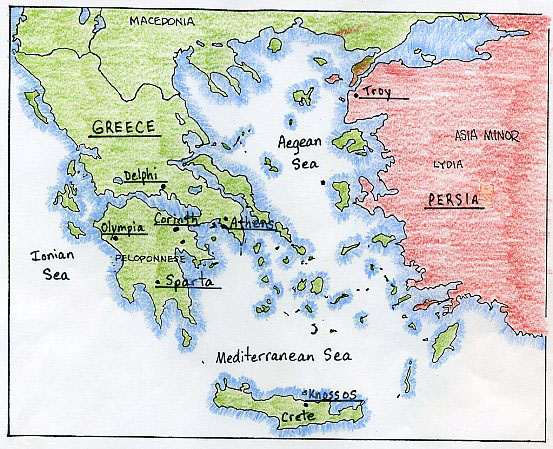 MACEDONIA
Troy
GREECE
Aegean
Sea
ASIA MINOR
LYDIA
Delphi
PERSIA
Olympia
Corinth
Athens
Ionian
Sea
PELOPONNESE
Sparta
Mediterranean Sea
Knossos
Crete